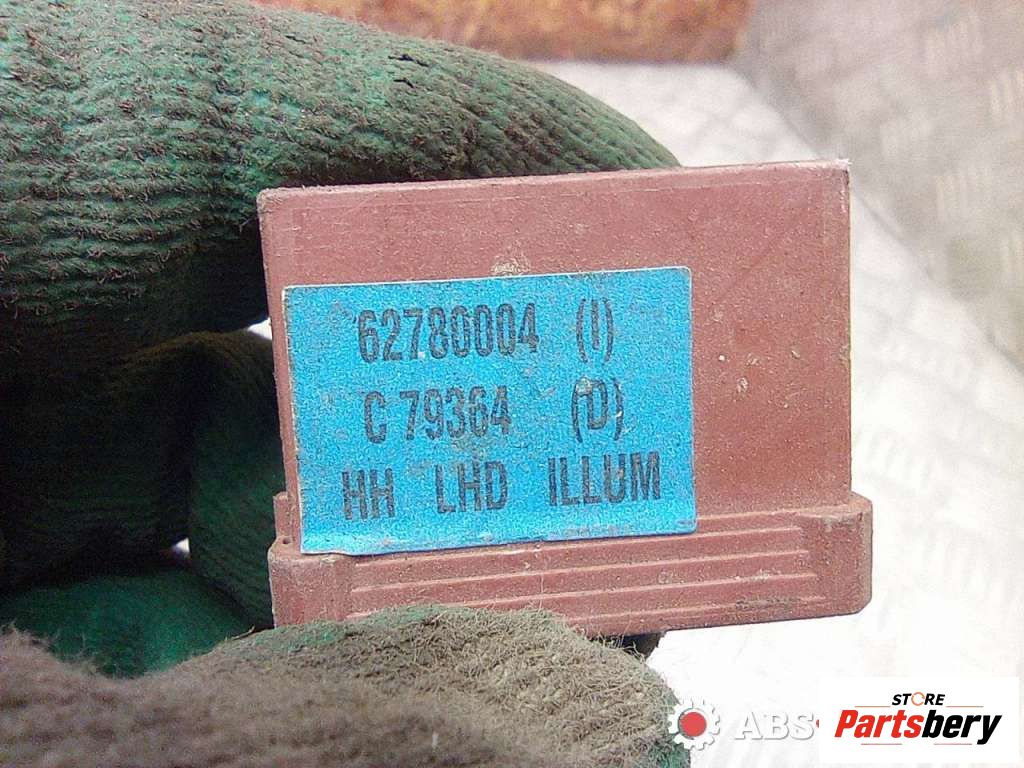 62780004 (I)
C 79364 (D)
HH LHD ILLUM
ABS
STORE
Partsbery